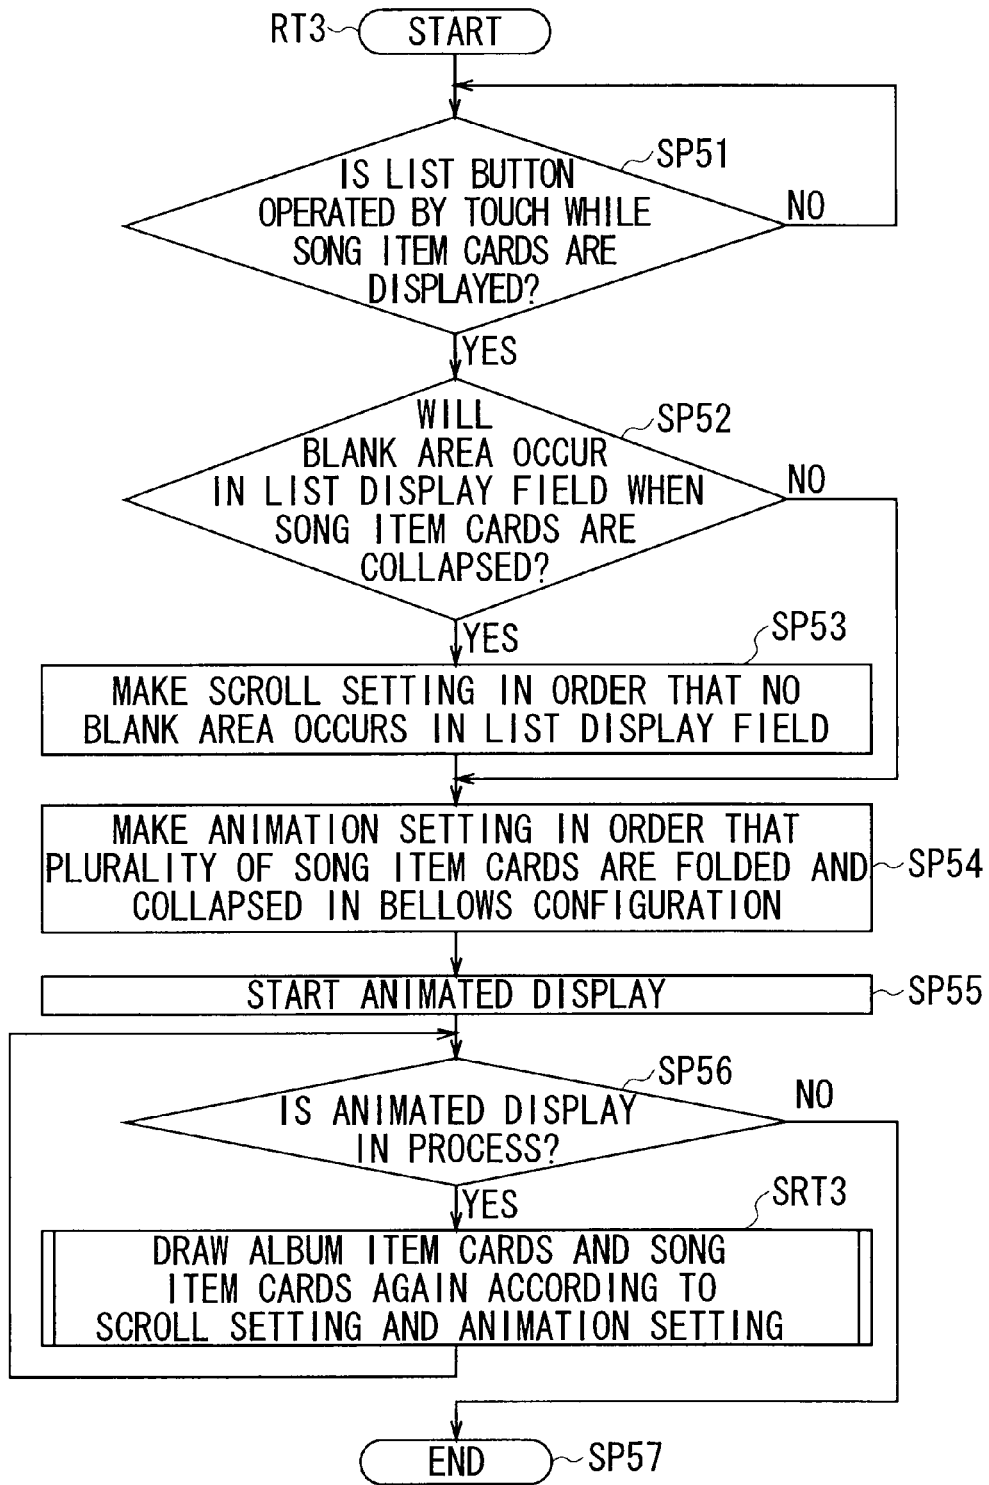 RT3
START
SP51
IS LIST BUTTON
OPERATED BY TOUCH WHILE
SONG ITEM CARDS ARE
DISPLAYED?
NO
YES
SP52
WILL
BLANK AREA OCCUR
IN LIST DISPLAY FIELD WHEN
SONG ITEM CARDS ARE
COLLAPSED?
NO
YES
SP53
MAKE SCROLL SETTING IN ORDER THAT NO
BLANK AREA OCCURS IN LIST DISPLAY FIELD
MAKE ANIMATION SETTING IN ORDER THAT
PLURALITY OF SONG ITEM CARDS ARE FOLDED AND
COLLAPSED IN BELLOWS CONFIGURATION
SP54
START ANIMATED DISPLAY
SP55
SP56
IS ANIMATED DISPLAY
IN PROCESS?
NO
YES
SRT3
DRAW ALBUM ITEM CARDS AND SONG
ITEM CARDS AGAIN ACCORDING TO
SCROLL SETTING AND ANIMATION SETTING
END
SP57